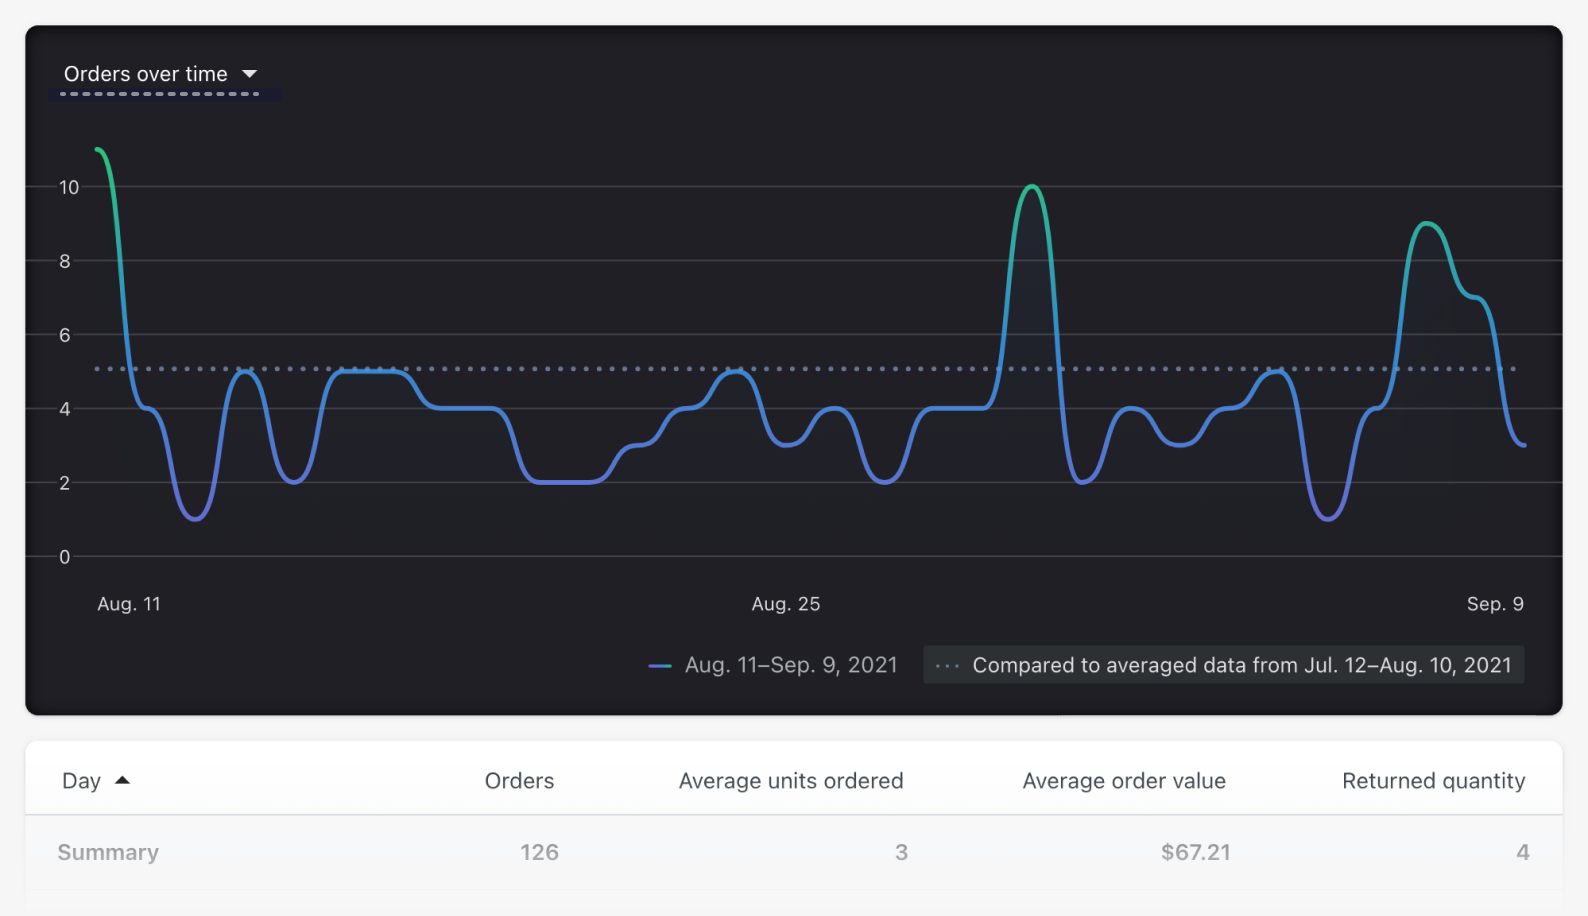 Orders over time
10
8
6
4
2
0
Aug. 11 Aug. 25 Sep. 9
Aug. 11–Sep. 9, 2021 Compared to averaged data from Jul. 12–Aug. 10, 2021
Day Orders Average units ordered Average order value Returned quantity
Summary 126 3 $67.21 4